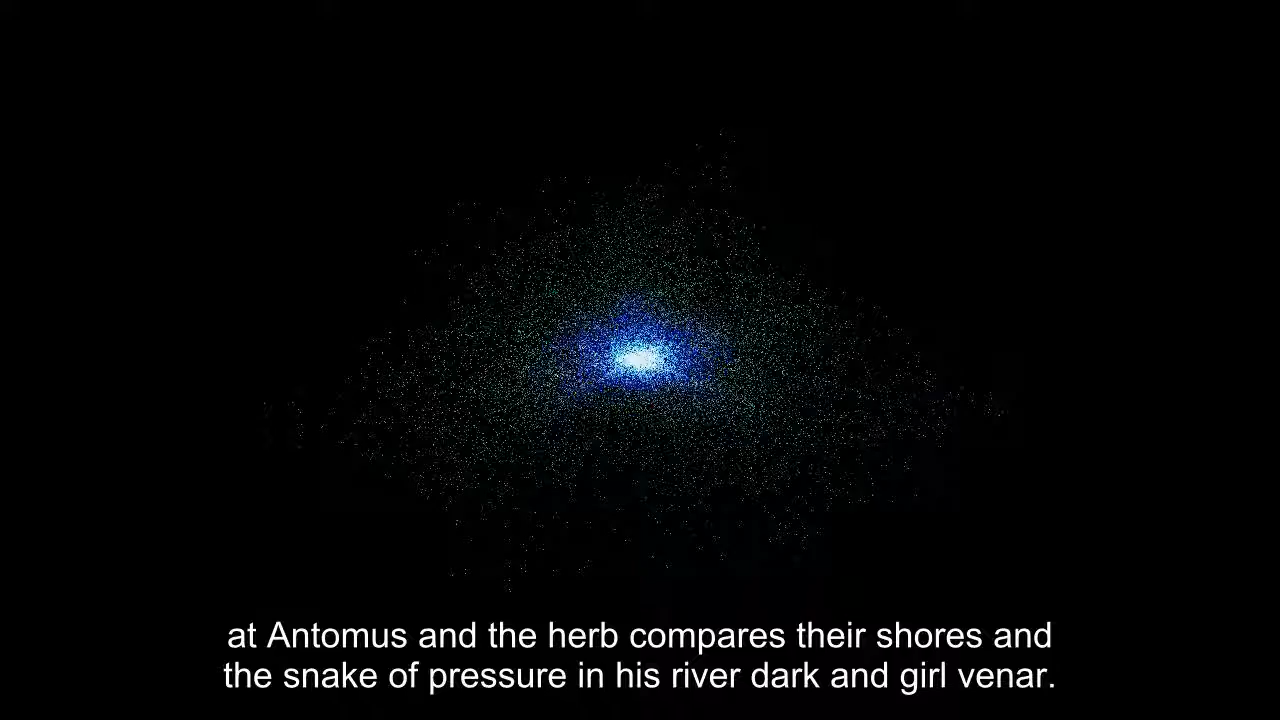 at Antomus and the herb compares their shores and
the snake of pressure in his river dark and girl venar.